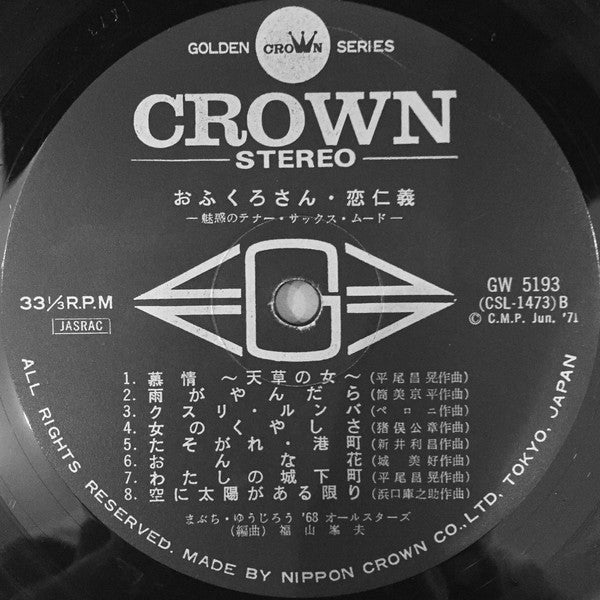 GOLDEN CROWN SERIES
CROWN
STEREO
おふくろさん・恋仁義
—魅惑のテナー・サックス・ムード—
G
33⅓R.P.M
JASRAC
GW 5193
(CSL-1473)B
© C.M.P. Jun. '71
1. 慕情 〜天草の女〜(平尾昌晃作曲)
2. 雨がやんだら(筒美京平作曲)
3. クスリ・ルンバ(ペロニ作曲)
4. 女のくやしさ(猪俣公章作曲)
5. たそがれ・港町(新井利昌作曲)
6. おんな花(城美好作曲)
7. わたしの城下町(平尾昌晃作曲)
8. 空に太陽がある限り(浜口庫之助作曲)
まぶち・ゆうじろう '68 オールスターズ
(編曲) 福山峯夫
ALL RIGHTS RESERVED. MADE BY NIPPON CROWN CO., LTD, TOKYO, JAPAN